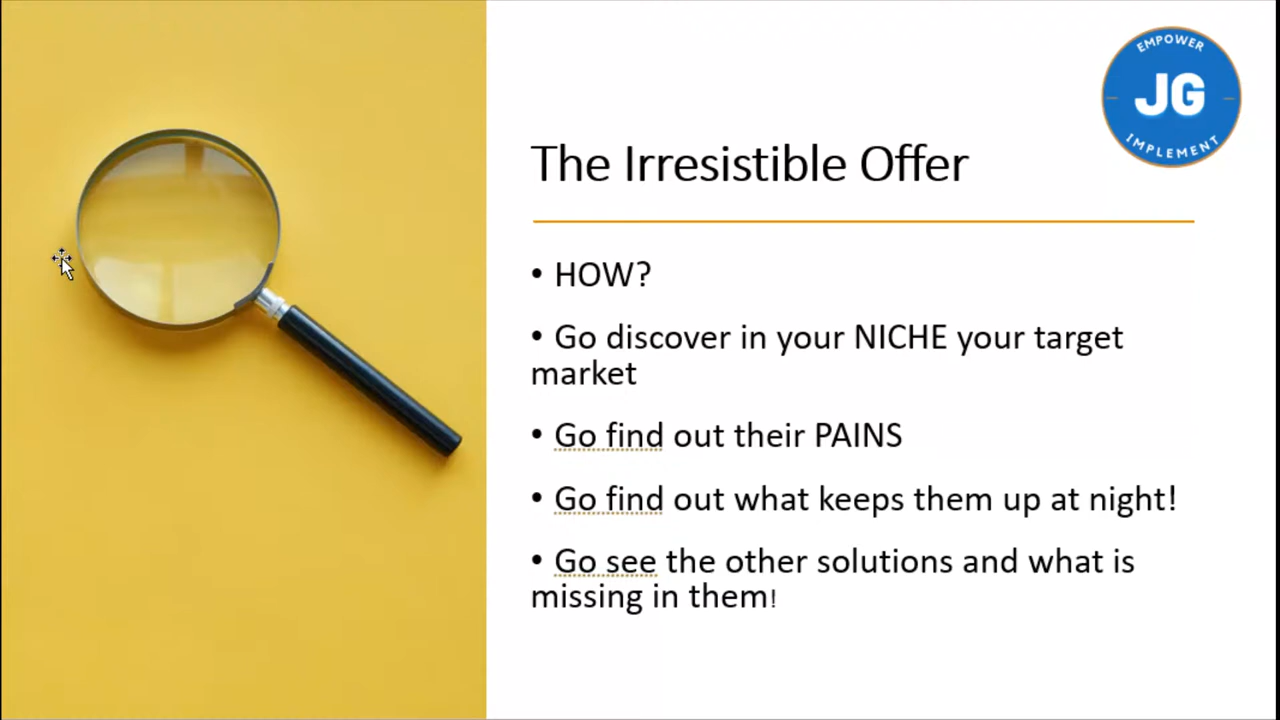 EMPOWER
JG
IMPLEMENT
The Irresistible Offer
• HOW?
• Go discover in your NICHE your target
market
• Go find out their PAINS
• Go find out what keeps them up at night!
• Go see the other solutions and what is
missing in them!